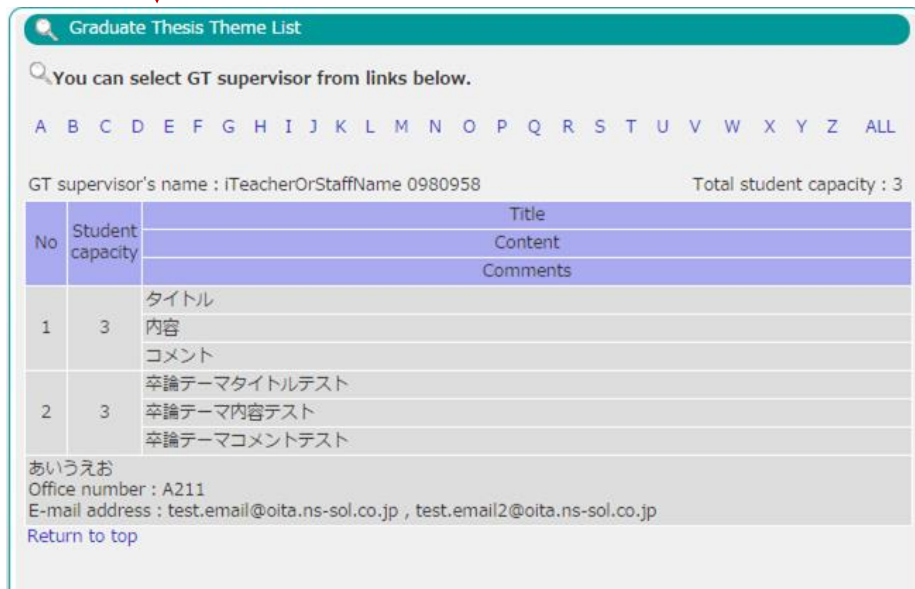 Graduate Thesis Theme List
You can select GT supervisor from links below.
A B C D E F G H I J K L M N O P Q R S T U V W X Y Z ALL
GT supervisor's name : iTeacherOrStaffName 0980958 Total student capacity : 3
No Student capacity Title
Content
Comments
1 3 タイトル
内容
コメント
2 3 卒論テーマタイトルテスト
卒論テーマ内容テスト
卒論テーマコメントテスト
あいうえお
Office number : A211
E-mail address : test.email@oita.ns-sol.co.jp , test.email2@oita.ns-sol.co.jp
Return to top